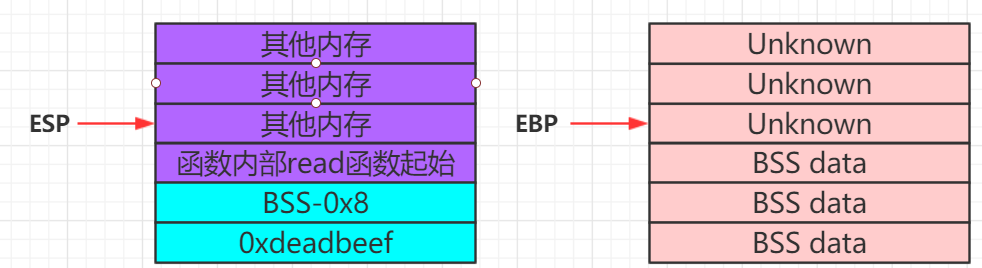 其他内存
其他内存
ESP
其他内存
函数内部read函数起始
BSS-0x8
0xdeadbeef
Unknown
Unknown
EBP
Unknown
BSS data
BSS data
BSS data